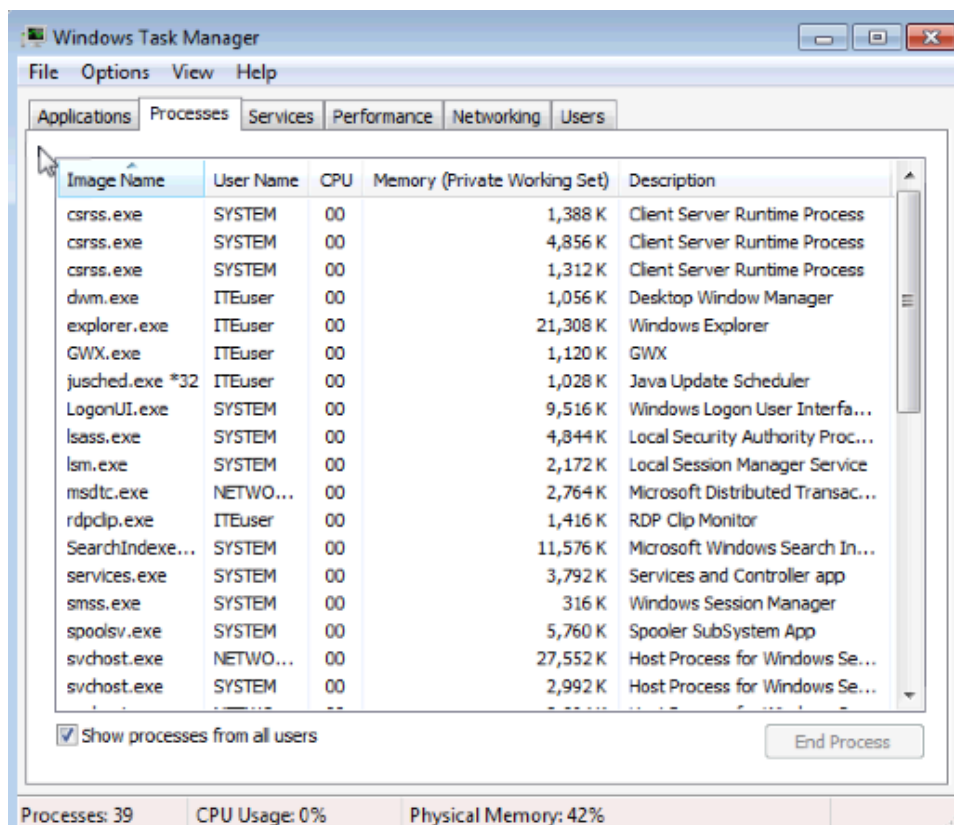 Windows Task Manager
File Options View Help
Applications Processes Services Performance Networking Users
Image Name User Name CPU Memory (Private Working Set) Description
csrss.exe SYSTEM 00 1,388 K Client Server Runtime Process
csrss.exe SYSTEM 00 4,856 K Client Server Runtime Process
csrss.exe SYSTEM 00 1,312 K Client Server Runtime Process
dwm.exe ITEuser 00 1,056 K Desktop Window Manager
explorer.exe ITEuser 00 21,308 K Windows Explorer
GWX.exe ITEuser 00 1,120 K GWX
jusched.exe *32 ITEuser 00 1,028 K Java Update Scheduler
LogonUI.exe SYSTEM 00 9,516 K Windows Logon User Interfa...
lsass.exe SYSTEM 00 4,844 K Local Security Authority Proc...
lsm.exe SYSTEM 00 2,172 K Local Session Manager Service
msdtc.exe NETWO... 00 2,764 K Microsoft Distributed Transac...
rdpclip.exe ITEuser 00 1,416 K RDP Clip Monitor
SearchIndexe... SYSTEM 00 11,576 K Microsoft Windows Search In...
services.exe SYSTEM 00 3,792 K Services and Controller app
smss.exe SYSTEM 00 316 K Windows Session Manager
spoolsv.exe SYSTEM 00 5,760 K Spooler SubSystem App
svchost.exe NETWO... 00 27,552 K Host Process for Windows Se...
svchost.exe SYSTEM 00 2,992 K Host Process for Windows Se...
Show processes from all users
End Process
Processes: 39 CPU Usage: 0% Physical Memory: 42%